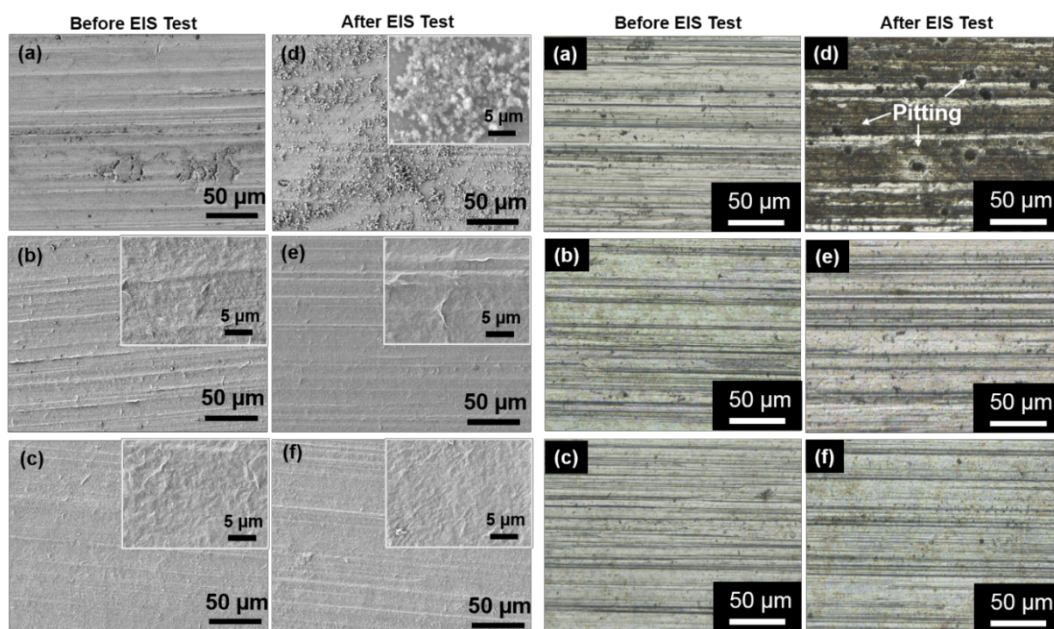 Before EIS Test After EIS Test Before EIS Test After EIS Test
(a) (d) (a) (d)
5 µm
Pitting
50 µm 50 µm 50 µm 50 µm
(b) (e) (b) (e)
5 µm 5 µm
50 µm 50 µm 50 µm 50 µm
(c) (f) (c) (f)
5 µm 5 µm
50 µm 50 µm 50 µm 50 µm